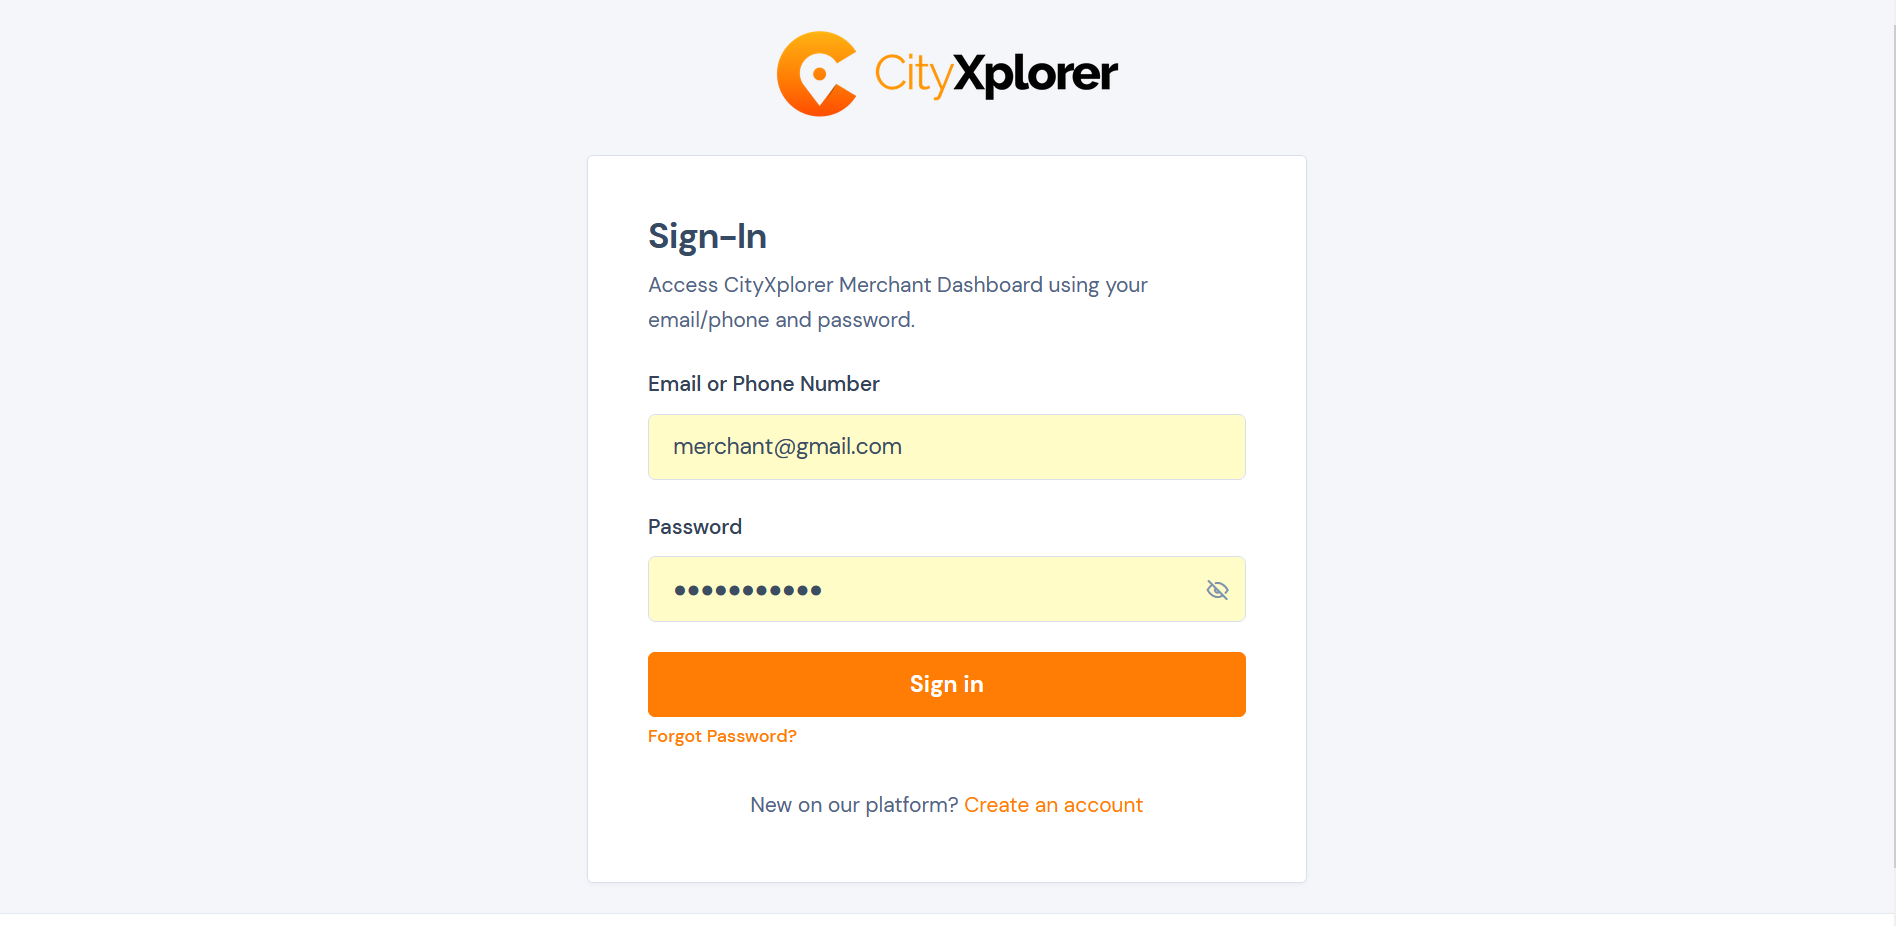 CityXplorer
Sign-In
Access CityXplorer Merchant Dashboard using your
email/phone and password.
Email or Phone Number
merchant@gmail.com
Password
•••••••••••
Sign in
Forgot Password?
New on our platform? Create an account